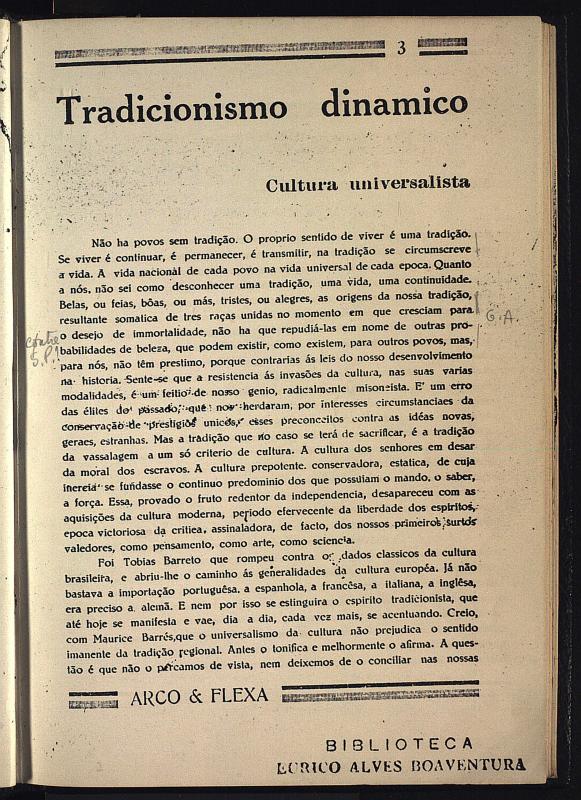 3
Tradicionismo dinamico
Cultura universalista
Não ha povos sem tradição. O proprio sentido de viver é uma tradição.
Se viver é continuar, é permanecer, é transmitir, na tradição se circumscreve
a vida. A vida nacional de cada povo na vida universal de cada epoca. Quanto
a nós, não sei como desconhecer uma tradição, uma vida, uma continuidade.
Belas, ou feias, bôas, ou más, tristes, ou alegres, as origens da nossa tradição,
resultante somatica de tres raças unidas no momento em que cresciam para
o desejo de immortalidade, não ha que repudiá-las em nome de outras pro-
babilidades de beleza, que podem existir, como existem, para outros povos, mas,
para nós, não têm prestimo, porque contrarias ás leis do nosso desenvolvimento
na historia. Sente-se que a resistencia ás invasões da cultura, nas suas varias
modalidades, é um feitio de nosso genio, radicalmente misoneista. E' um erro
das élites do passado, que nos herdaram, por interesses circumstanciaes da
conservação de prestigios unicos, esses preconceitos contra as idéas novas,
geraes, estranhas. Mas a tradição que no caso se terá de sacrificar, é a tradição
da vassalagem a um só criterio de cultura. A cultura dos senhores em desar
da moral dos escravos. A cultura prepotente, conservadora, estatica, de cuja
inercia se fundasse o continuo predominio dos que possuiam o mando, o saber,
a força. Essa, provado o fruto redentor da independencia, desapareceu com as
aquisições da cultura moderna, periodo efervecente da liberdade dos espiritos,
epoca victoriosa da critica, assinaladora, de facto, dos nossos primeiros surtos
valedores, como pensamento, como arte, como sciencia.
Foi Tobias Barreto que rompeu contra os dados classicos da cultura
brasileira, e abriu-lhe o caminho ás generalidades da cultura européa. Já não
bastava a importação portuguêsa, a espanhola, a francêsa, a italiana, a inglêsa,
era preciso a alemã. E nem por isso se estinguira o espirito tradicionista, que
até hoje se manifesta e vae, dia a dia, cada vez mais, se acentuando. Creio,
com Maurice Barrés,que o universalismo da cultura não prejudica o sentido
imanente da tradição regional. Antes o tonifica e melhormente o afirma. A ques-
tão é que não o percamos de vista, nem deixemos de o conciliar nas nossas
contra
S.P.!
G.A.
ARCO & FLEXA
BIBLIOTECA
EURICO ALVES BOAVENTURA